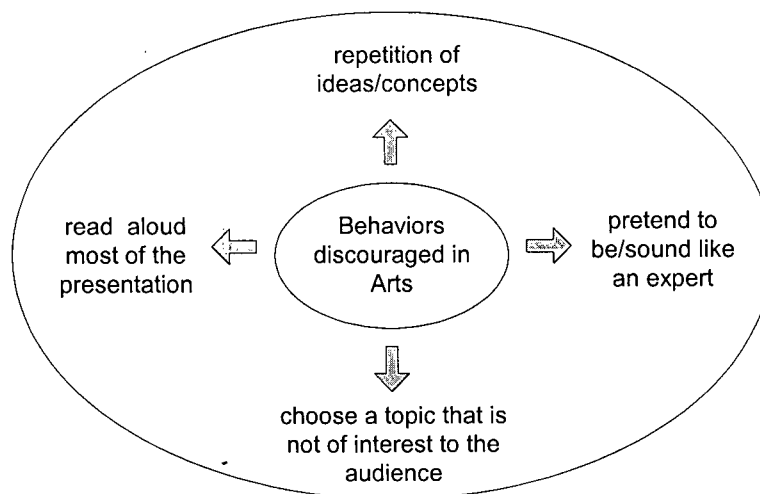 repetition of
ideas/concepts
read aloud
most of the
presentation
Behaviors
discouraged in
Arts
pretend to
be/sound like
an expert
choose a topic that is
not of interest to the
audience